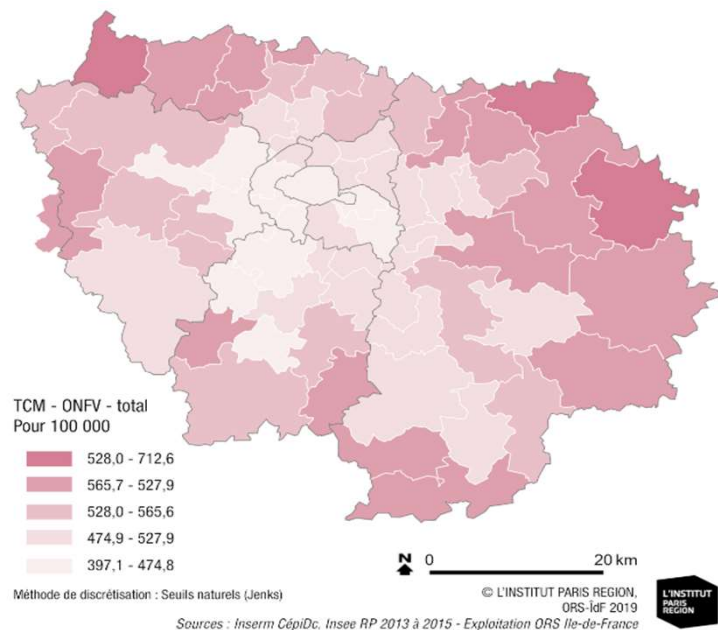 TCM - ONFV - total
Pour 100 000
528,0 - 712,6
565,7 - 527,9
528,0 - 565,6
474,9 - 527,9
397,1 - 474,8
Méthode de discrétisation : Seuils naturels (Jenks)
N
0 20 km
© L'INSTITUT PARIS REGION,
ORS-ÎdF 2019
Sources : Inserm CépiDc, Insee RP 2013 à 2015 - Exploitation ORS Ile-de-France
L'INSTITUT
PARIS
REGION